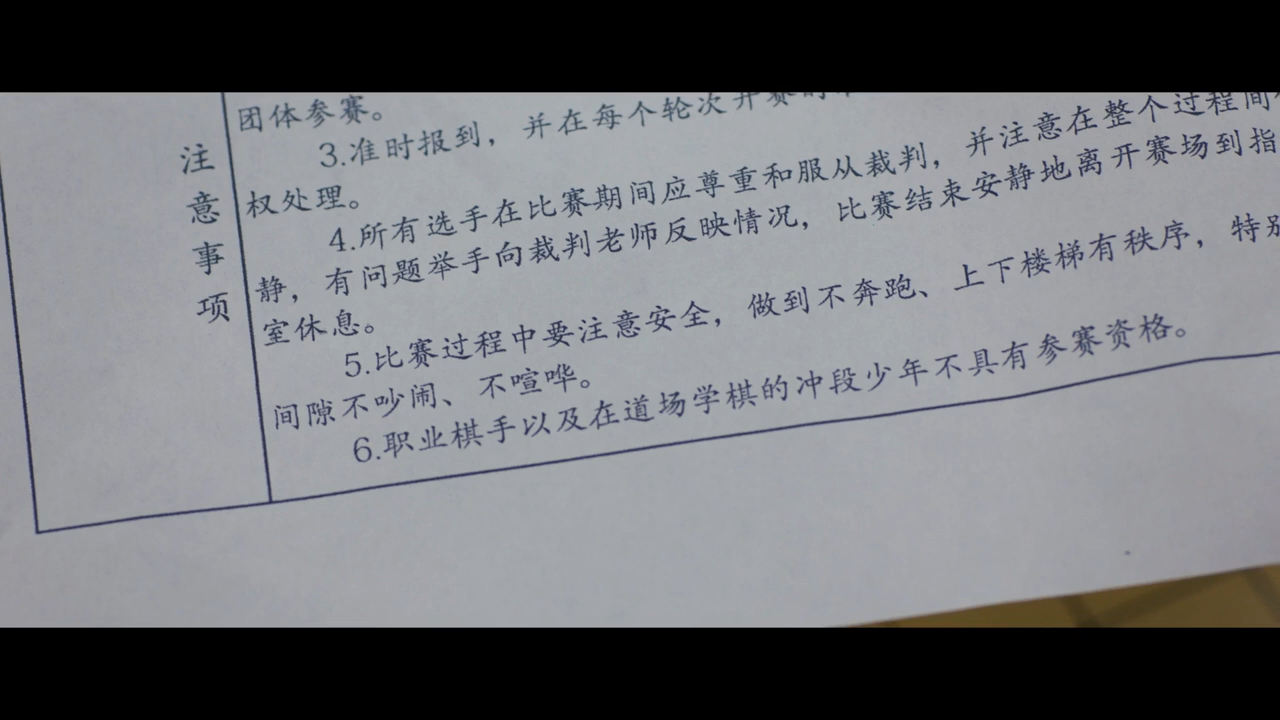 注意事项
团体参赛。
3.准时报到，并在每个轮次开赛的
权处理。
4.所有选手在比赛期间应尊重和服从裁判，并注意在整个过程间
静，有问题举手向裁判老师反映情况，比赛结束安静地离开赛场到指
室休息。
5.比赛过程中要注意安全，做到不奔跑、上下楼梯有秩序，特别
间隙不吵闹、不喧哗。
6.职业棋手以及在道场学棋的冲段少年不具有参赛资格。